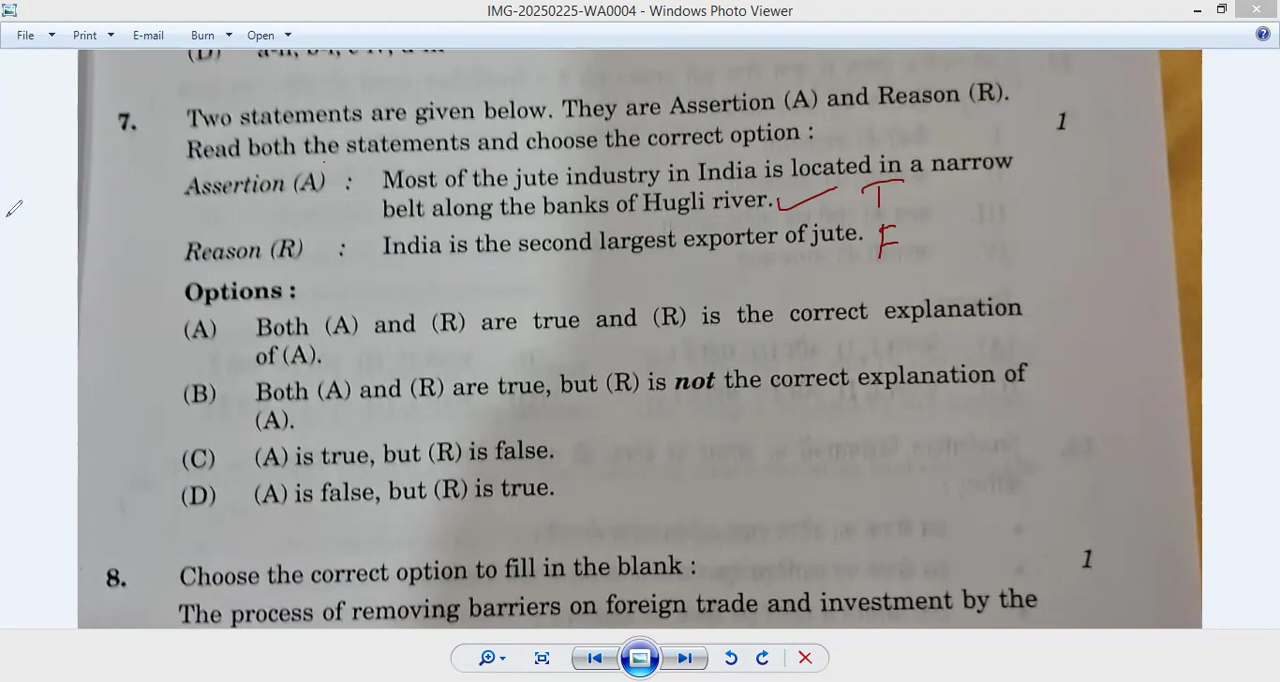 IMG-20250225-WA0004 - Windows Photo Viewer
File Print E-mail Burn Open
7. Two statements are given below. They are Assertion (A) and Reason (R). 1
Read both the statements and choose the correct option :
Assertion (A) : Most of the jute industry in India is located in a narrow
belt along the banks of Hugli river. T
Reason (R) : India is the second largest exporter of jute. F
Options :
(A) Both (A) and (R) are true and (R) is the correct explanation
of (A).
(B) Both (A) and (R) are true, but (R) is not the correct explanation of
(A).
(C) (A) is true, but (R) is false.
(D) (A) is false, but (R) is true.
8. Choose the correct option to fill in the blank : 1
The process of removing barriers on foreign trade and investment by the